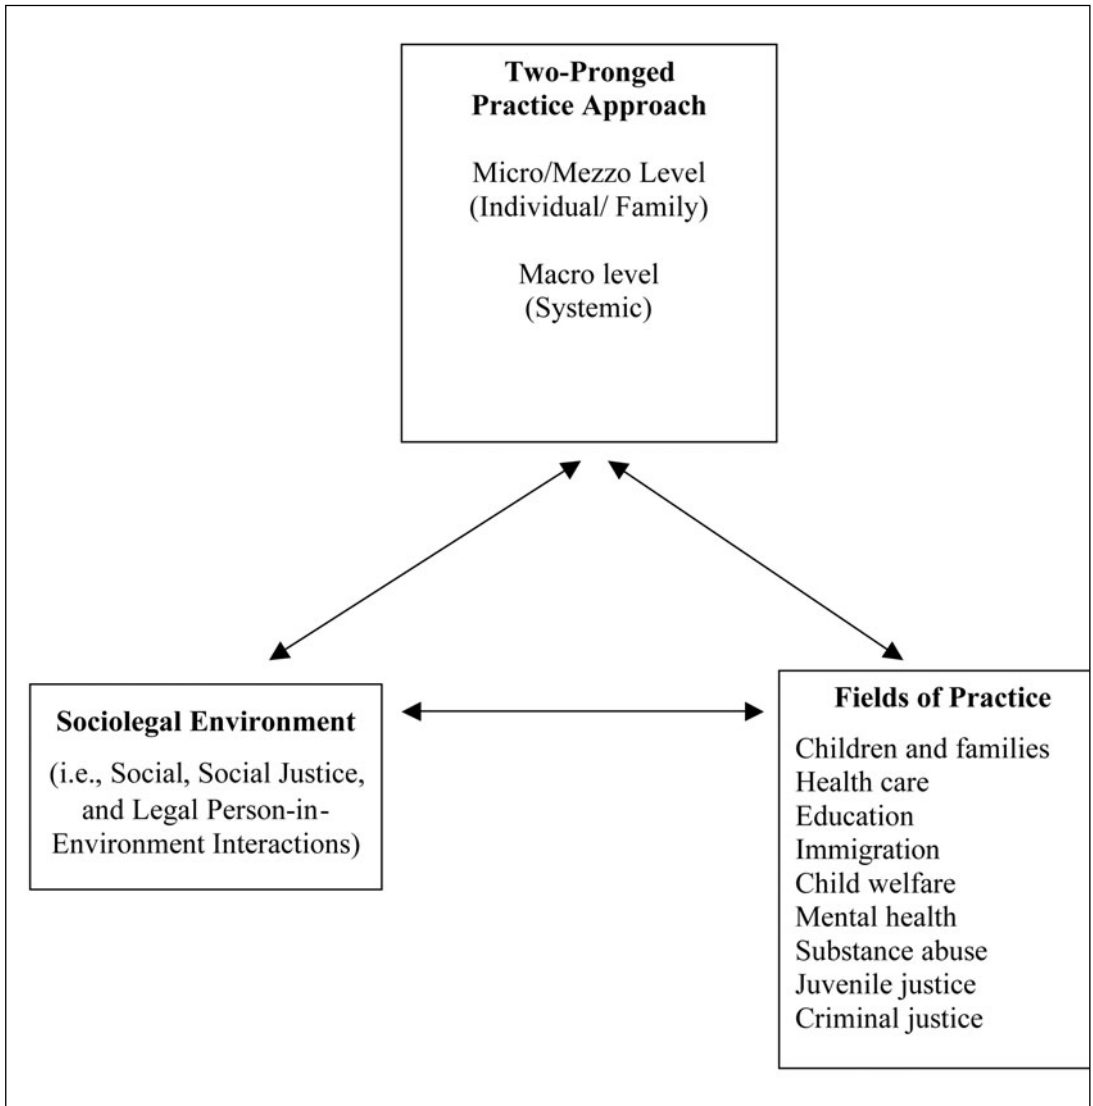 Two-Pronged
Practice Approach
Micro/Mezzo Level
(Individual/ Family)
Macro level
(Systemic)
Sociolegal Environment
(i.e., Social, Social Justice,
and Legal Person-in-
Environment Interactions)
Fields of Practice
Children and families
Health care
Education
Immigration
Child welfare
Mental health
Substance abuse
Juvenile justice
Criminal justice